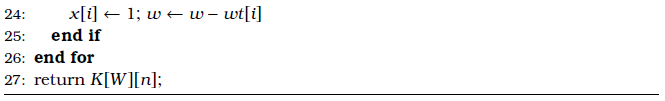 24: x[i] ← 1; w ← w − wt[i]
25: end if
26: end for
27: return K[W][n];